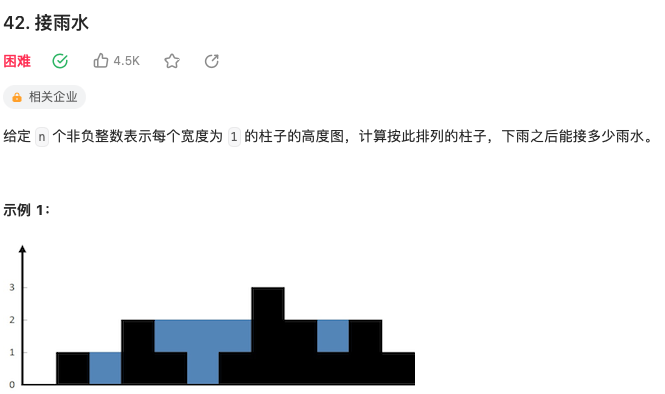 42. 接雨水
困难 4.5K
相关企业
给定 n 个非负整数表示每个宽度为 1 的柱子的高度图，计算按此排列的柱子，下雨之后能接多少雨水。
示例 1：
3
2
1
0